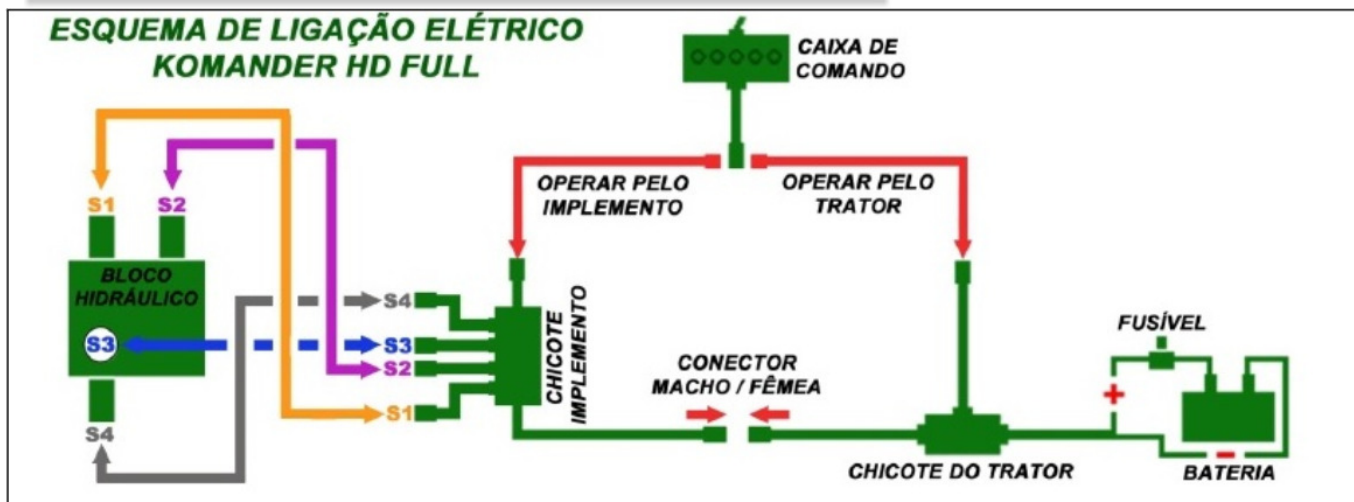 ESQUEMA DE LIGAÇÃO ELÉTRICO
KOMANDER HD FULL
CAIXA DE
COMANDO
OPERAR PELO
IMPLEMENTO
OPERAR PELO
TRATOR
S1
S2
BLOCO
HIDRÁULICO
S3
S4
S4
S3
S2
S1
CHICOTE
IMPLEMENTO
CONECTOR
MACHO / FÊMEA
CHICOTE DO TRATOR
FUSÍVEL
+
-
BATERIA